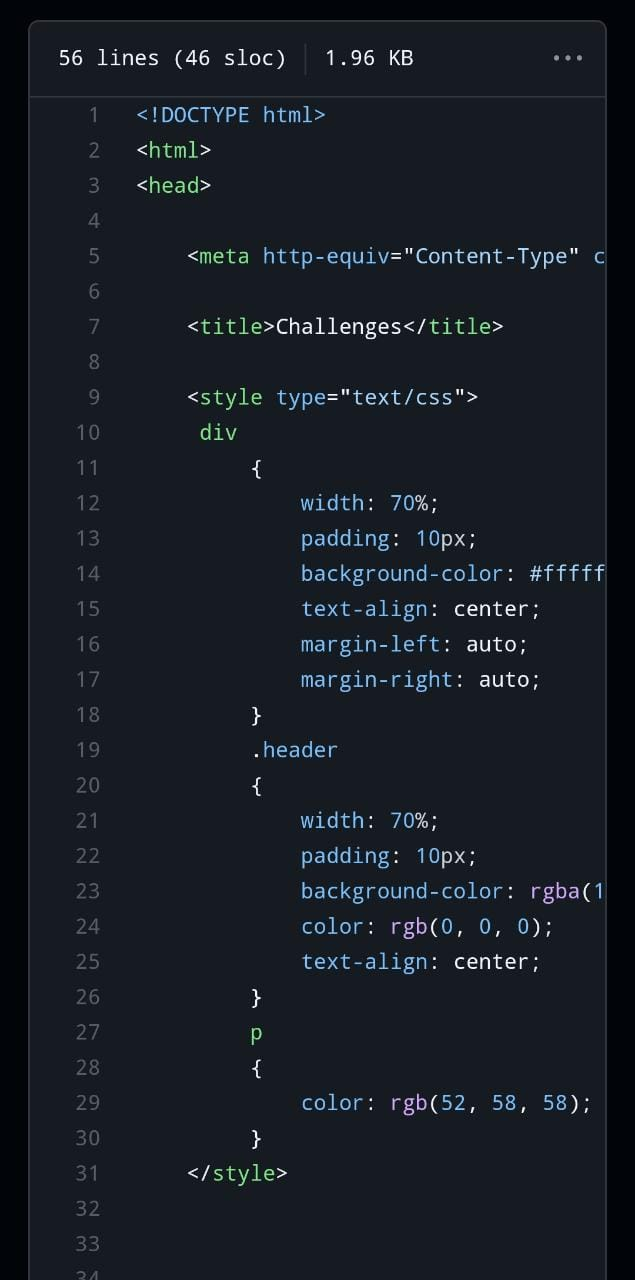 56 lines (46 sloc) 1.96 KB
1 <!DOCTYPE html>
2 <html>
3 <head>
4
5 <meta http-equiv="Content-Type" c
6
7 <title>Challenges</title>
8
9 <style type="text/css">
10 div
11 {
12 width: 70%;
13 padding: 10px;
14 background-color: #fffff
15 text-align: center;
16 margin-left: auto;
17 margin-right: auto;
18 }
19 .header
20 {
21 width: 70%;
22 padding: 10px;
23 background-color: rgba(1
24 color: rgb(0, 0, 0);
25 text-align: center;
26 }
27 p
28 {
29 color: rgb(52, 58, 58);
30 }
31 </style>
32
33
34